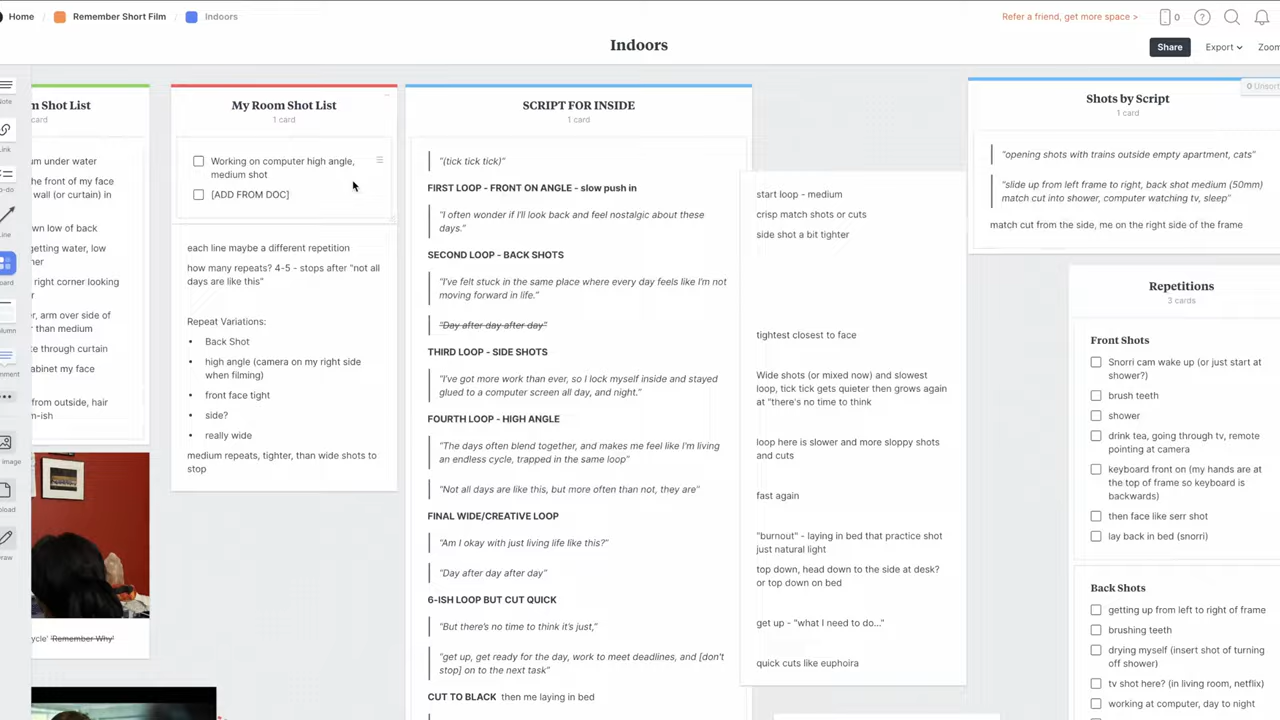 Home / Remember Short Film / Indoors
Refer a friend, get more space >
0
Indoors
Share
Export
Zoom
m Shot List
card
um under water
he front of my face
wall (or curtain) in
wn low of back
getting water, low
ner
right corner looking
r
r, arm over side of
r than medium
ke through curtain
abinet my face
from outside, hair
m-ish
ycle' 'Remember Why'
My Room Shot List
1 card
Working on computer high angle,
medium shot
[ADD FROM DOC]
each line maybe a different repetition
how many repeats? 4-5 - stops after "not all
days are like this"
Repeat Variations:
• Back Shot
• high angle (camera on my right side
when filming)
• front face tight
• side?
• really wide
medium repeats, tighter, than wide shots to
stop
SCRIPT FOR INSIDE
1 card
"(tick tick tick)"
FIRST LOOP - FRONT ON ANGLE - slow push in
"I often wonder if I'll look back and feel nostalgic about these
days."
SECOND LOOP - BACK SHOTS
"I've felt stuck in the same place where every day feels like I'm not
moving forward in life."
"Day after day after day"
THIRD LOOP - SIDE SHOTS
"I've got more work than ever, so I lock myself inside and stayed
glued to a computer screen all day, and night."
FOURTH LOOP - HIGH ANGLE
"The days often blend together, and makes me feel like I'm living
an endless cycle, trapped in the same loop"
"Not all days are like this, but more often than not, they are"
FINAL WIDE/CREATIVE LOOP
"Am I okay with just living life like this?"
"Day after day after day"
6-ISH LOOP BUT CUT QUICK
"But there's no time to think it's just,"
"get up, get ready for the day, work to meet deadlines, and [don't
stop] on to the next task"
CUT TO BLACK then me laying in bed
start loop - medium
crisp match shots or cuts
side shot a bit tighter
tightest closest to face
Wide shots (or mixed now) and slowest
loop, tick tick gets quieter then grows again
at "there's no time to think
loop here is slower and more sloppy shots
and cuts
fast again
"burnout" - laying in bed that practice shot
just natural light
top down, head down to the side at desk?
or top down on bed
get up - "what I need to do..."
quick cuts like euphoira
0 Unsort
Shots by Script
1 card
"opening shots with trains outside empty apartment, cats"
"slide up from left frame to right, back shot medium (50mm)
match cut into shower, computer watching tv, sleep"
match cut from the side, me on the right side of the frame
Repetitions
3 cards
Front Shots
Snorri cam wake up (or just start at
shower?)
brush teeth
shower
drink tea, going through tv, remote
pointing at camera
keyboard front on (my hands are at
the top of frame so keyboard is
backwards)
then face like serr shot
lay back in bed (snorri)
Back Shots
getting up from left to right of frame
brushing teeth
drying myself (insert shot of turning
off shower)
tv shot here? (in living room, netflix)
working at computer, day to night